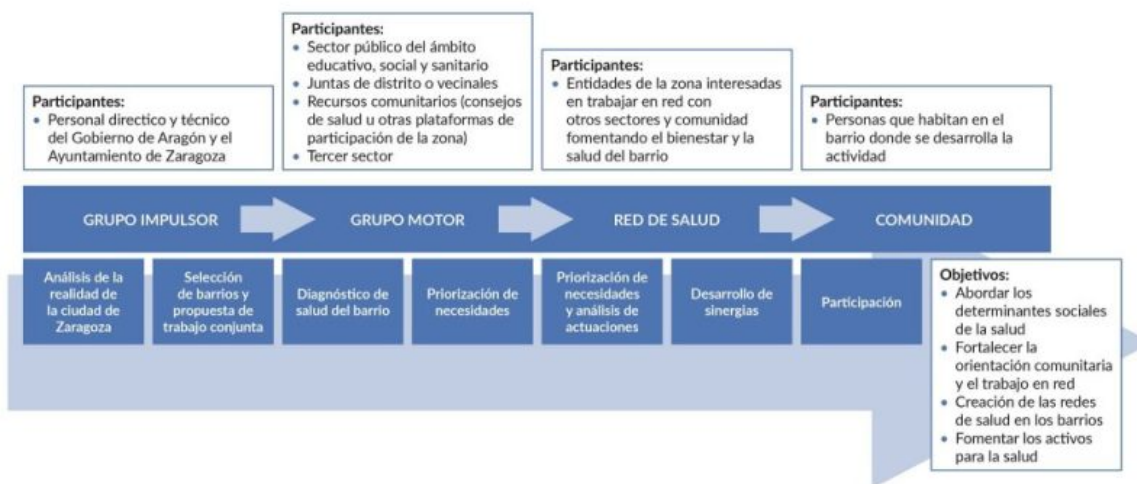 Participantes:
• Personal directico y técnico
del Gobierno de Aragón y el
Ayuntamiento de Zaragoza
Participantes:
• Sector público del ámbito
educativo, social y sanitario
• Juntas de distrito o vecinales
• Recursos comunitarios (consejos
de salud u otras plataformas de
participación de la zona)
• Tercer sector
Participantes:
• Entidades de la zona interesadas
en trabajar en red con
otros sectores y comunidad
fomentando el bienestar y la
salud del barrio
Participantes:
• Personas que habitan en el
barrio donde se desarrolla la
actividad
GRUPO IMPULSOR
GRUPO MOTOR
RED DE SALUD
COMUNIDAD
Análisis de la
realidad de
la ciudad de
Zaragoza
Selección
de barrios y
propuesta de
trabajo conjunta
Diagnóstico de
salud del barrio
Priorización de
necesidades
Priorización de
necesidades
y análisis de
actuaciones
Desarrollo de
sinergias
Participación
Objetivos:
• Abordar los
determinantes sociales
de la salud
• Fortalecer la
orientación comunitaria
y el trabajo en red
• Creación de las redes
de salud en los barrios
• Fomentar los activos
para la salud